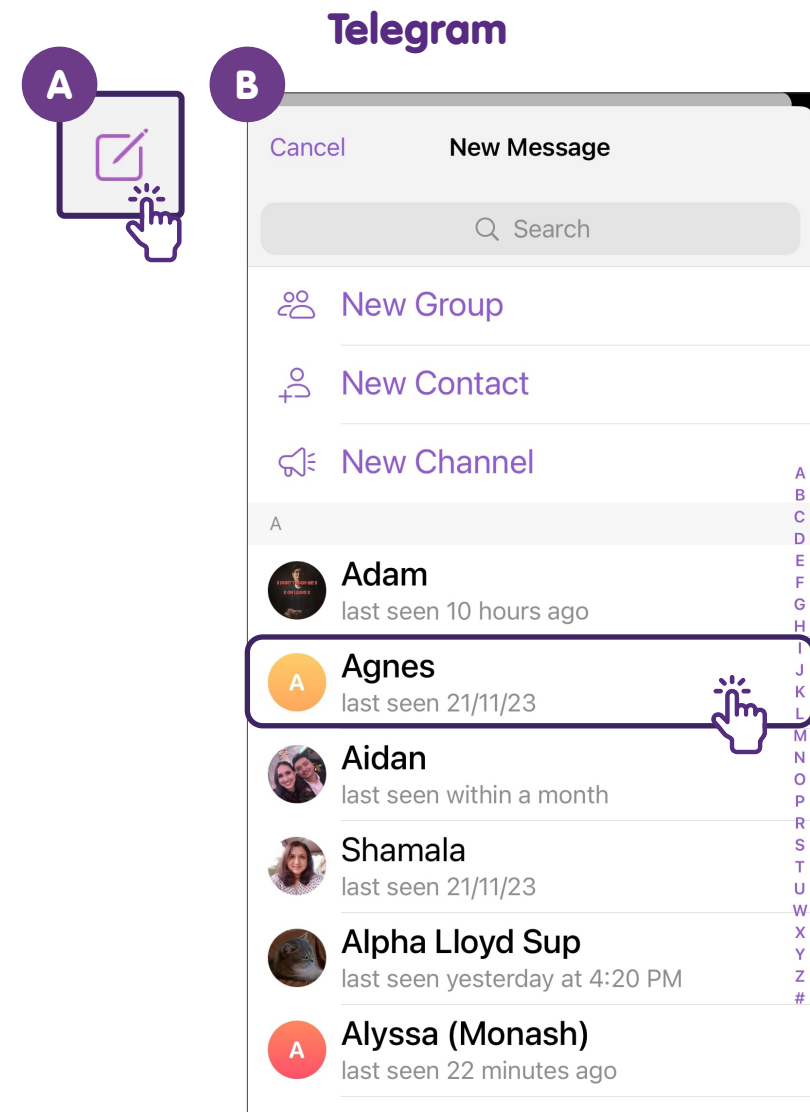 Telegram
A
B
Cancel
New Message
Search
New Group
New Contact
New Channel
A
Adam
last seen 10 hours ago
A
Agnes
last seen 21/11/23
Aidan
last seen within a month
Shamala
last seen 21/11/23
Alpha Lloyd Sup
last seen yesterday at 4:20 PM
A
Alyssa (Monash)
last seen 22 minutes ago
A
B
C
D
E
F
G
H
I
J
K
L
M
N
O
P
R
S
T
U
W
X
Y
Z
#